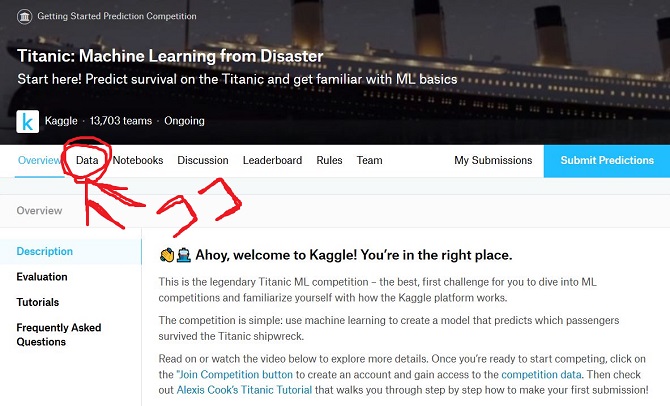 Getting Started Prediction Competition
Titanic: Machine Learning from Disaster
Start here! Predict survival on the Titanic and get familiar with ML basics
k Kaggle · 13,703 teams · Ongoing
Overview Data Notebooks Discussion Leaderboard Rules Team My Submissions Submit Predictions
Overview
Description
Evaluation
Tutorials
Frequently Asked
Questions
Ahoy, welcome to Kaggle! You're in the right place.
This is the legendary Titanic ML competition – the best, first challenge for you to dive into ML
competitions and familiarize yourself with how the Kaggle platform works.
The competition is simple: use machine learning to create a model that predicts which passengers
survived the Titanic shipwreck.
Read on or watch the video below to explore more details. Once you're ready to start competing, click on
the "Join Competition button to create an account and gain access to the competition data. Then check
out Alexis Cook's Titanic Tutorial that walks you through step by step how to make your first submission!